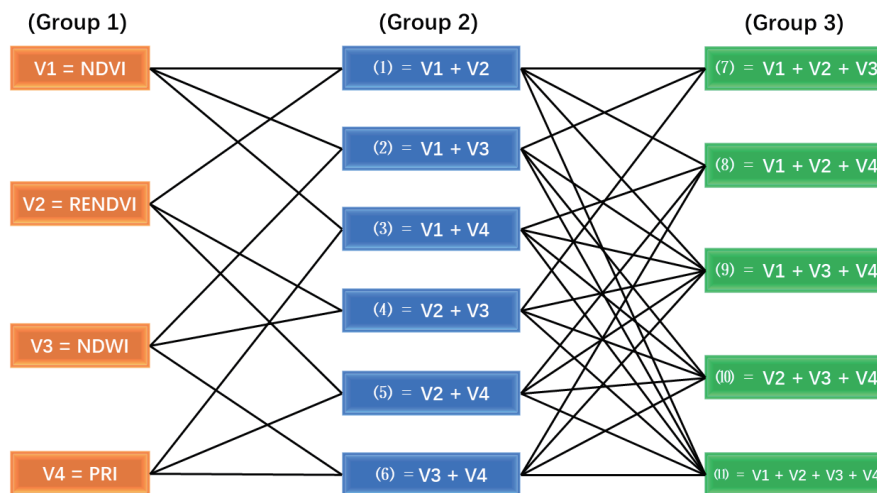 (Group 1)
(Group 2)
(Group 3)
V1 = NDVI
V2 = RENDVI
V3 = NDWI
V4 = PRI
(1) = V1 + V2
(2) = V1 + V3
(3) = V1 + V4
(4) = V2 + V3
(5) = V2 + V4
(6) = V3 + V4
(7) = V1 + V2 + V3
(8) = V1 + V2 + V4
(9) = V1 + V3 + V4
(10) = V2 + V3 + V4
(11) = V1 + V2 + V3 + V4